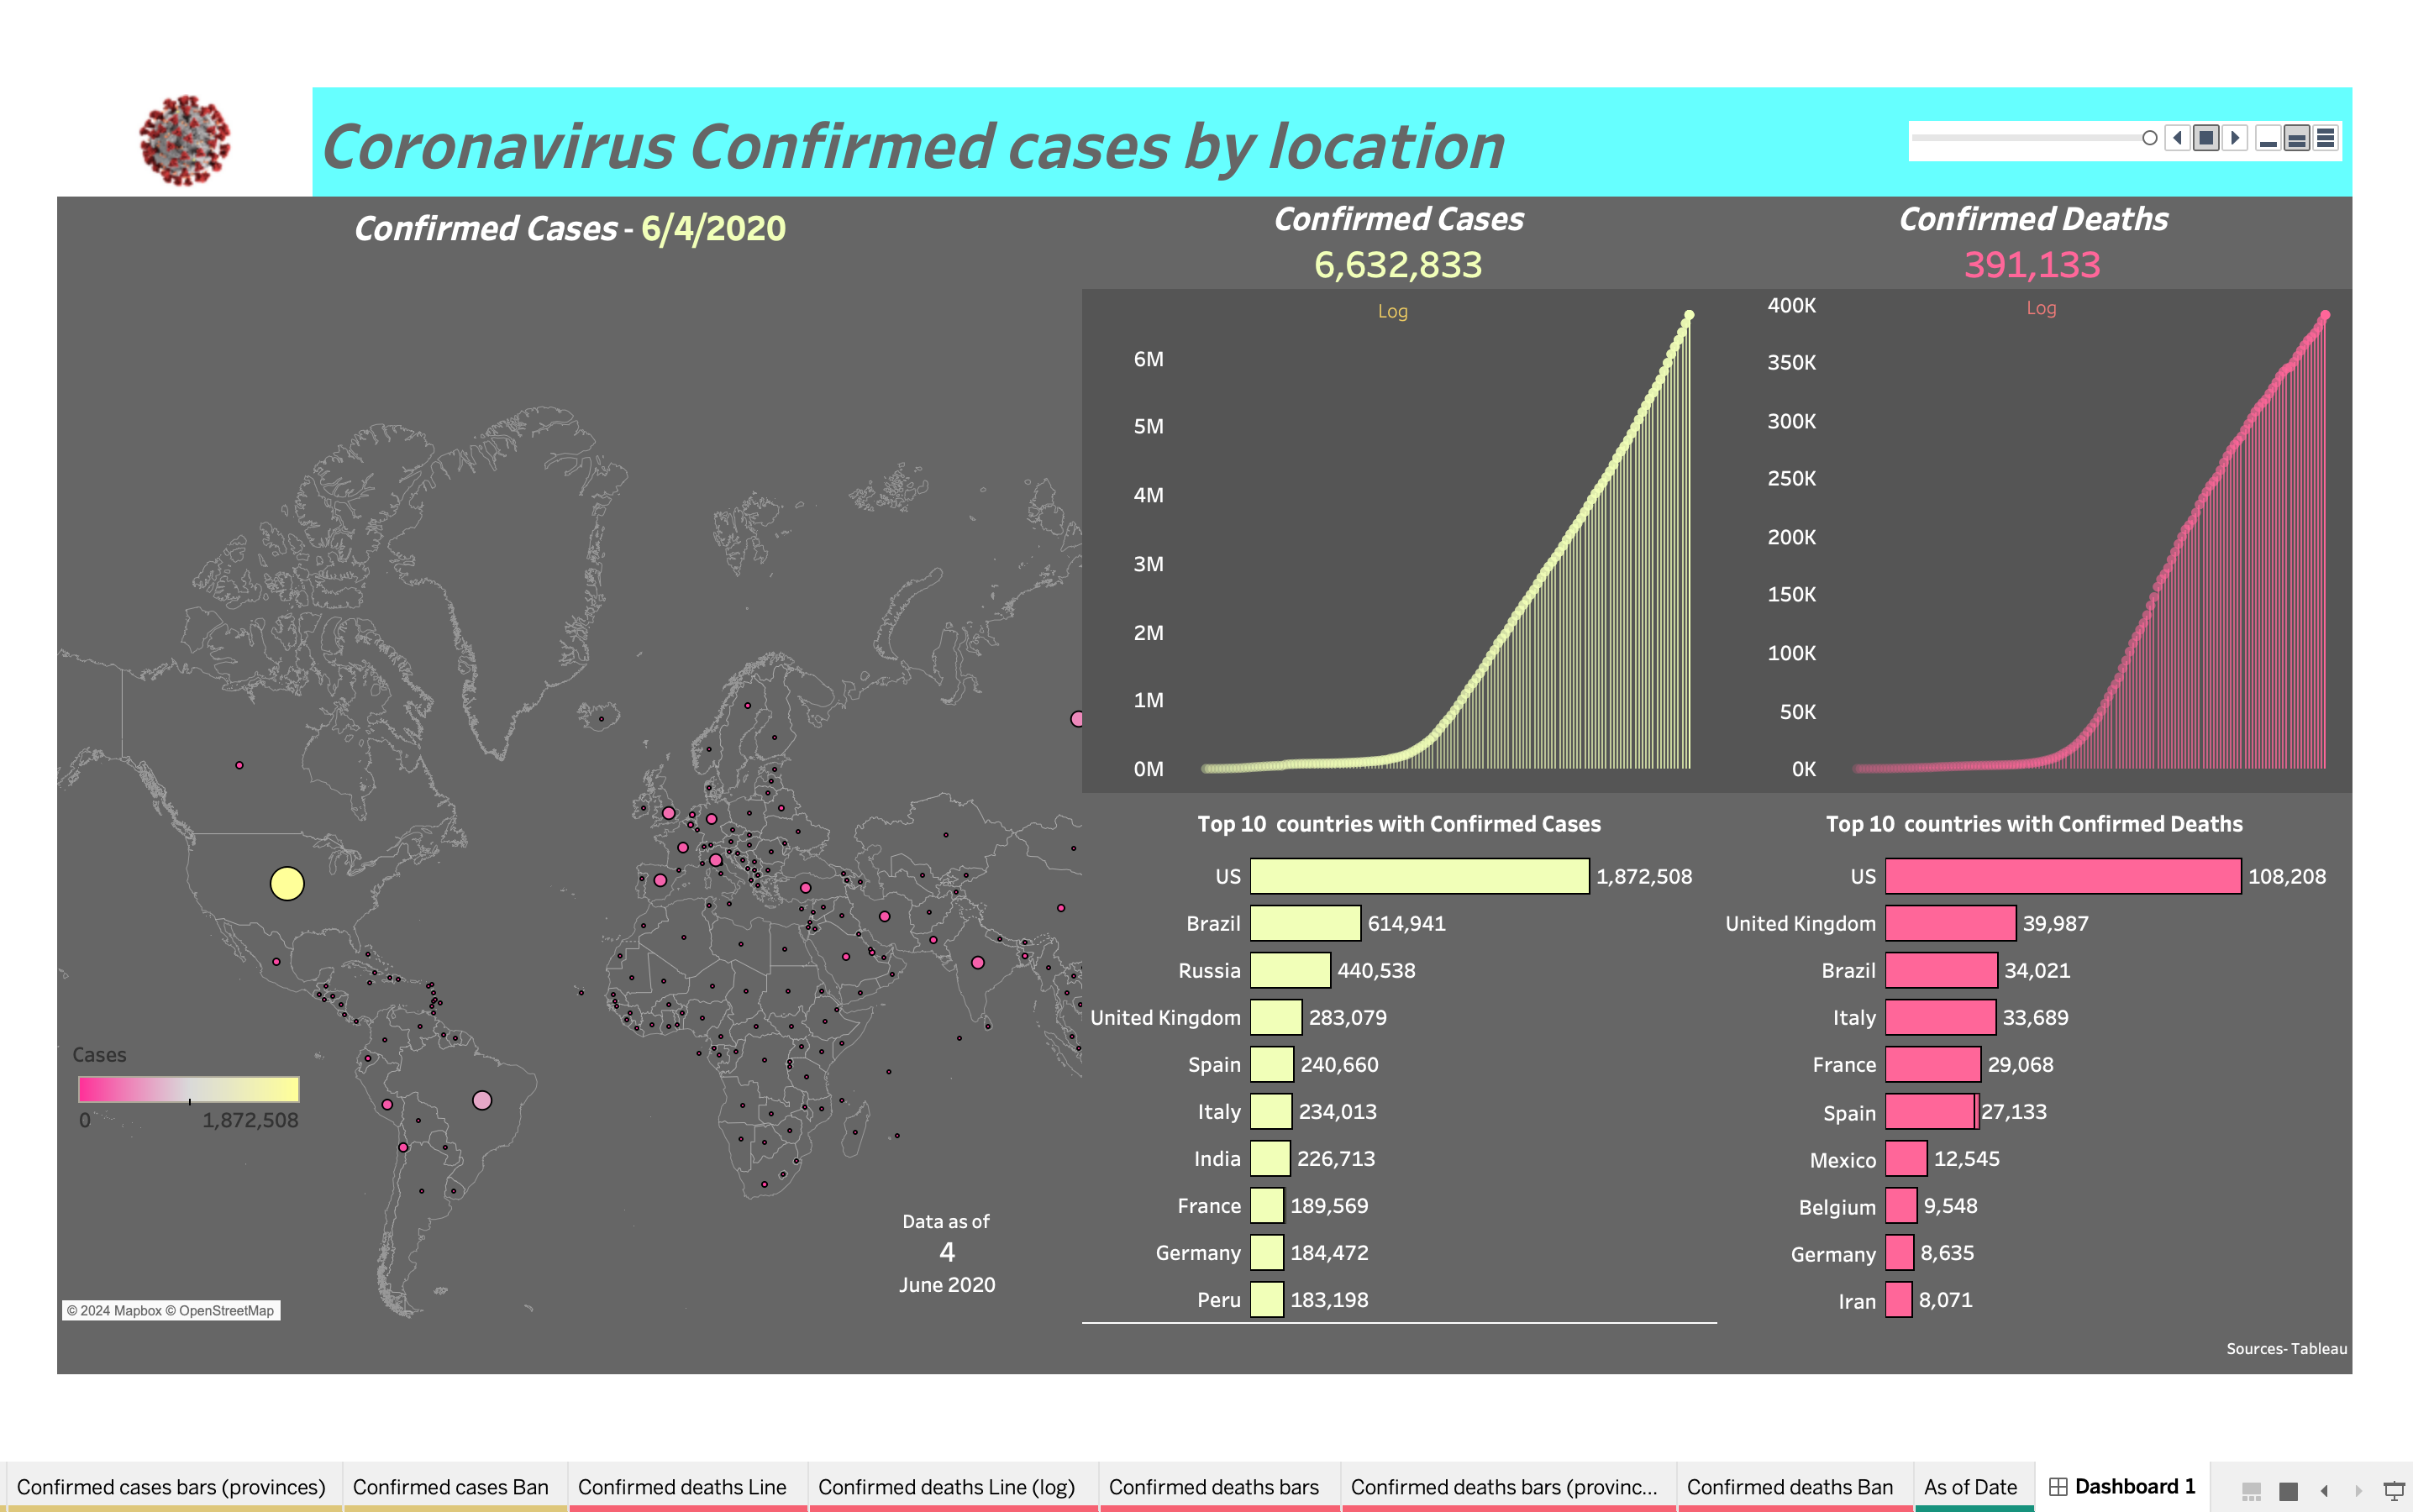 Coronavirus Confirmed cases by location
Confirmed Cases - 6/4/2020
Cases
0 1,872,508
Data as of
4
June 2020
© 2024 Mapbox © OpenStreetMap
Confirmed Cases
6,632,833
Log
6M
5M
4M
3M
2M
1M
0M
Confirmed Deaths
391,133
Log
400K
350K
300K
250K
200K
150K
100K
50K
0K
Top 10 countries with Confirmed Cases
US 1,872,508
Brazil 614,941
Russia 440,538
United Kingdom 283,079
Spain 240,660
Italy 234,013
India 226,713
France 189,569
Germany 184,472
Peru 183,198
Top 10 countries with Confirmed Deaths
US 108,208
United Kingdom 39,987
Brazil 34,021
Italy 33,689
France 29,068
Spain 27,133
Mexico 12,545
Belgium 9,548
Germany 8,635
Iran 8,071
Sources- Tableau
Confirmed cases bars (provinces) Confirmed cases Ban Confirmed deaths Line Confirmed deaths Line (log) Confirmed deaths bars Confirmed deaths bars (provinc... Confirmed deaths Ban As of Date Dashboard 1